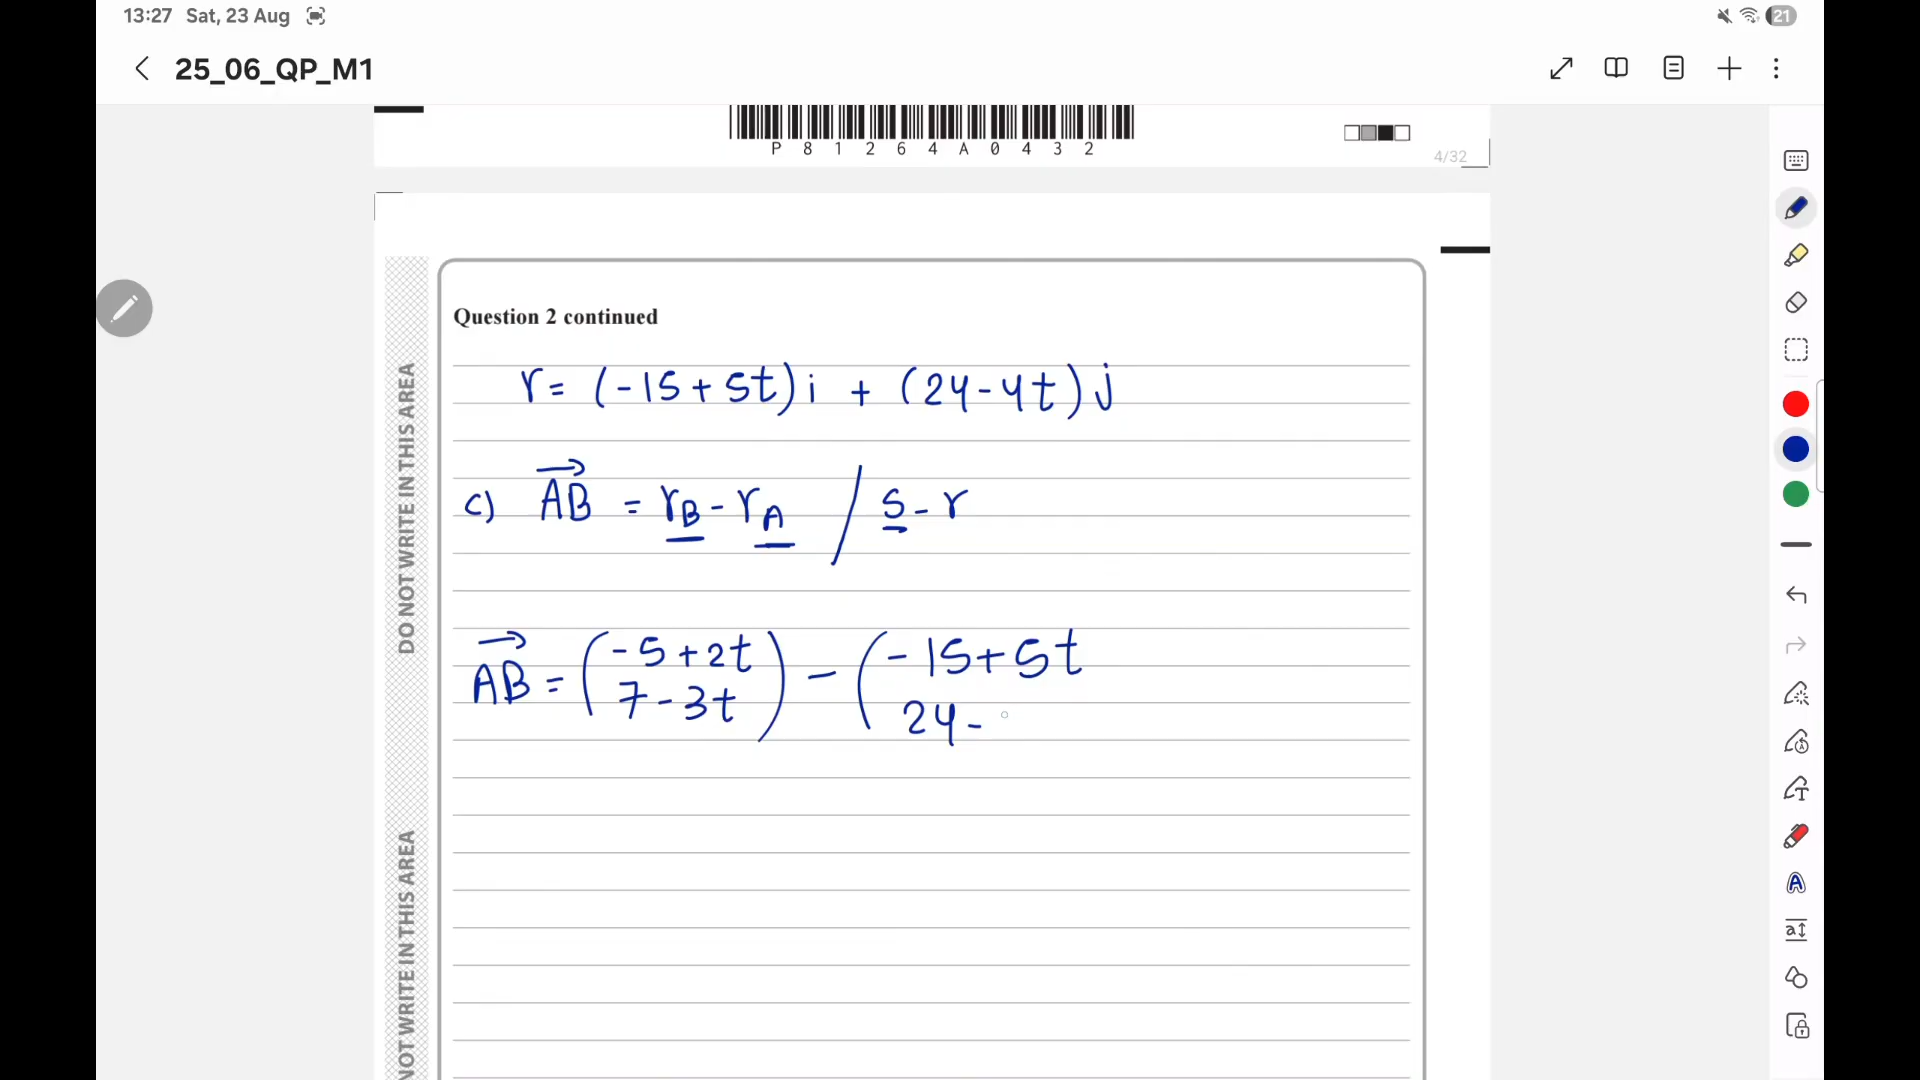 13:27 Sat, 23 Aug
21
25_06_QP_M1
P 8 1 2 6 4 A 0 4 3 2
4/32
DO NOT WRITE IN THIS AREA
Question 2 continued
r = (-15+5t)i + (24-4t)j
c) AB = rB - rA / s - r
AB = (-5+2t
7-3t) - (-15+5t
24-
NOT WRITE IN THIS AREA